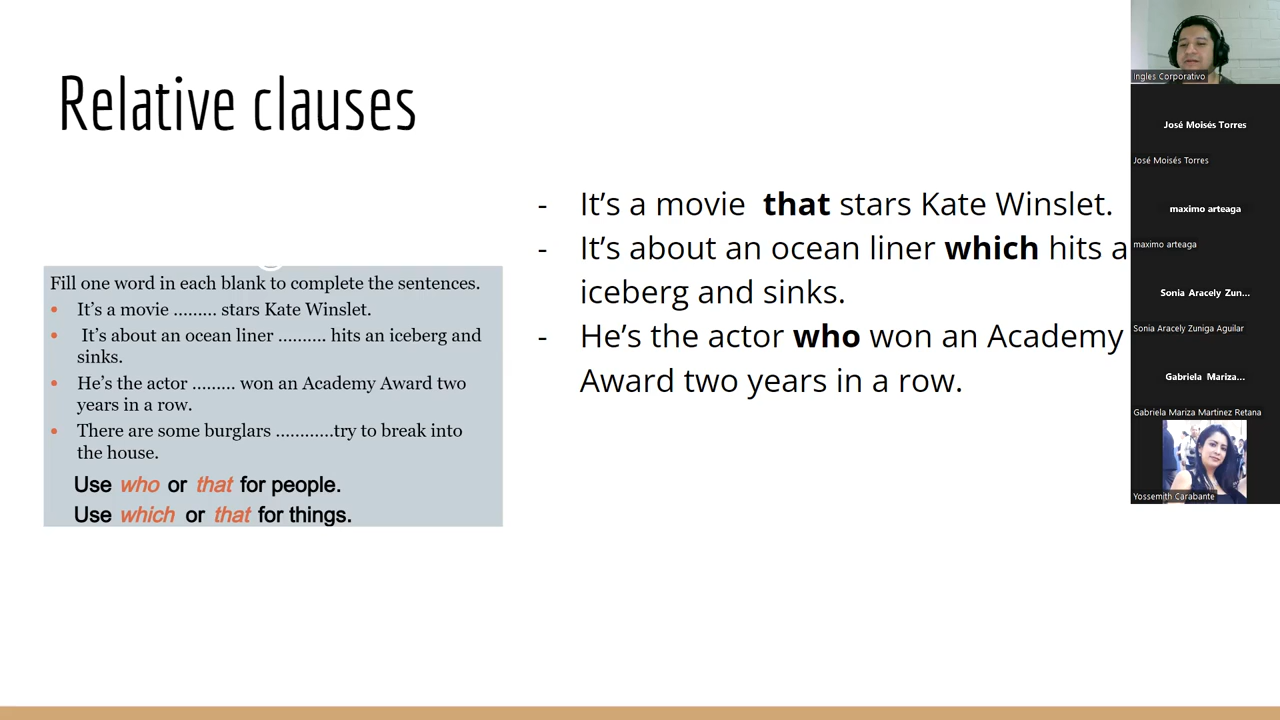 Relative clauses
Fill one word in each blank to complete the sentences.
• It's a movie ......... stars Kate Winslet.
• It's about an ocean liner .......... hits an iceberg and
sinks.
• He's the actor ......... won an Academy Award two
years in a row.
• There are some burglars ............try to break into
the house.
Use who or that for people.
Use which or that for things.
- It’s a movie that stars Kate Winslet.
- It’s about an ocean liner which hits a
iceberg and sinks.
- He’s the actor who won an Academy
Award two years in a row.
Ingles Corporativo
José Moisés Torres
José Moisés Torres
maximo arteaga
maximo arteaga
Sonia Aracely Zun...
Sonia Aracely Zuniga Aguilar
Gabriela Mariza...
Gabriela Mariza Martinez Retana
Yossemith Carabante